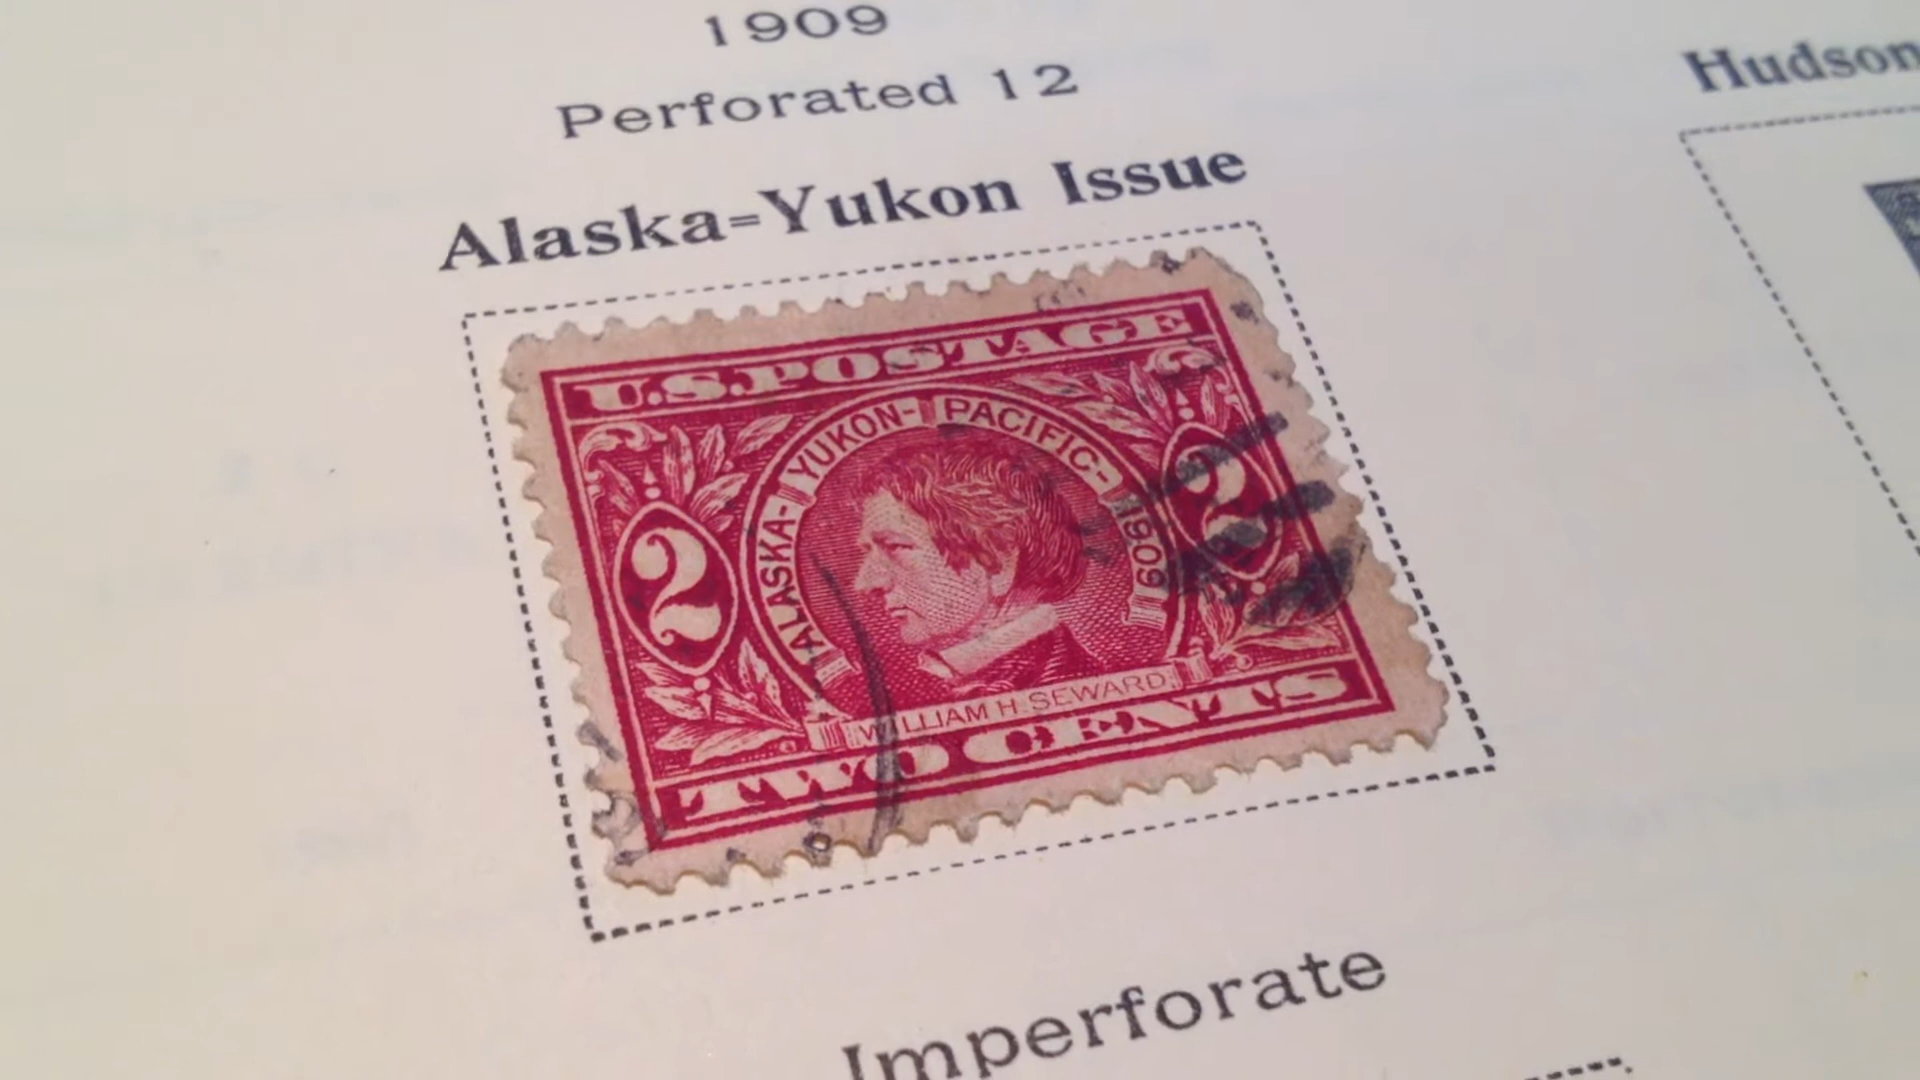 1909
Perforated 12
Alaska=Yukon Issue
Hudson
U.S.POSTAGE
ALASKA-YUKON-PACIFIC-1909
2
2
WILLIAM H. SEWARD
TWO CENTS
Imperforate